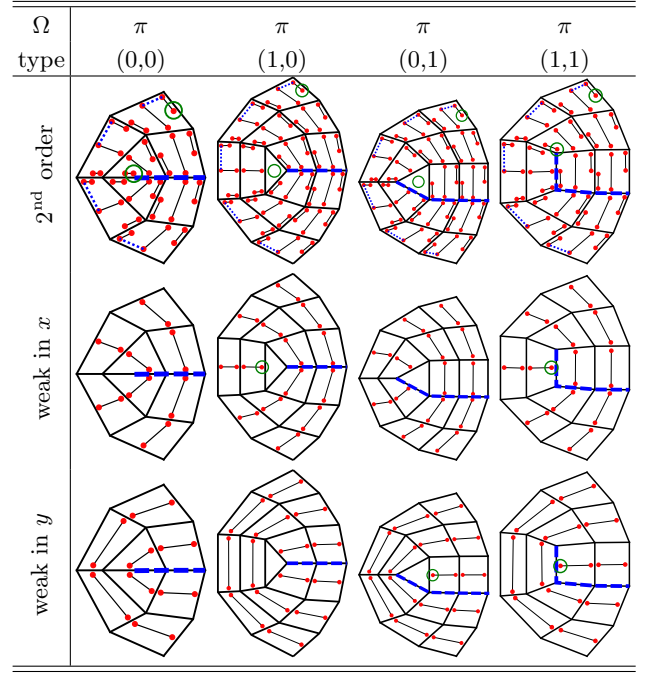 Ω π π π π
type (0,0) (1,0) (0,1) (1,1)
2nd order
weak in x
weak in y